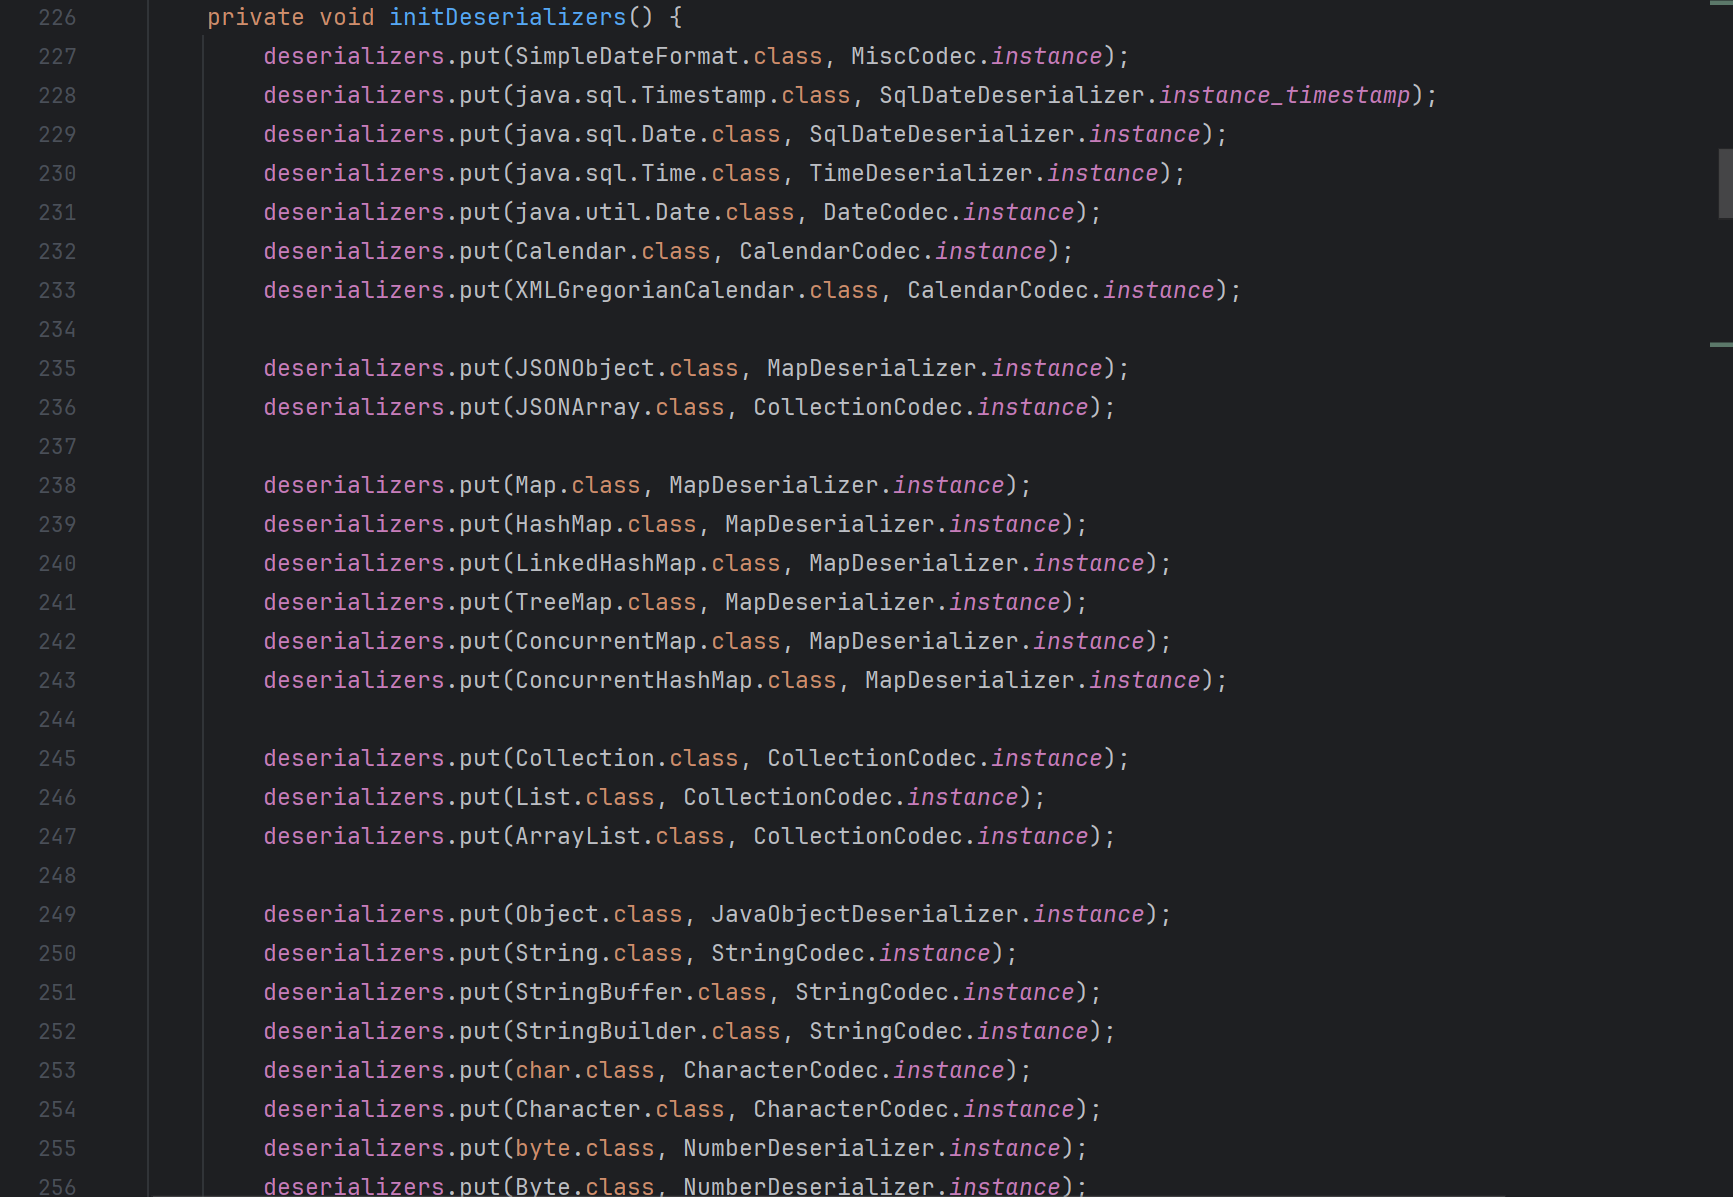 226 private void initDeserializers() {
227 deserializers.put(SimpleDateFormat.class, MiscCodec.instance);
228 deserializers.put(java.sql.Timestamp.class, SqlDateDeserializer.instance_timestamp);
229 deserializers.put(java.sql.Date.class, SqlDateDeserializer.instance);
230 deserializers.put(java.sql.Time.class, TimeDeserializer.instance);
231 deserializers.put(java.util.Date.class, DateCodec.instance);
232 deserializers.put(Calendar.class, CalendarCodec.instance);
233 deserializers.put(XMLGregorianCalendar.class, CalendarCodec.instance);
234
235 deserializers.put(JSONObject.class, MapDeserializer.instance);
236 deserializers.put(JSONArray.class, CollectionCodec.instance);
237
238 deserializers.put(Map.class, MapDeserializer.instance);
239 deserializers.put(HashMap.class, MapDeserializer.instance);
240 deserializers.put(LinkedHashMap.class, MapDeserializer.instance);
241 deserializers.put(TreeMap.class, MapDeserializer.instance);
242 deserializers.put(ConcurrentMap.class, MapDeserializer.instance);
243 deserializers.put(ConcurrentHashMap.class, MapDeserializer.instance);
244
245 deserializers.put(Collection.class, CollectionCodec.instance);
246 deserializers.put(List.class, CollectionCodec.instance);
247 deserializers.put(ArrayList.class, CollectionCodec.instance);
248
249 deserializers.put(Object.class, JavaObjectDeserializer.instance);
250 deserializers.put(String.class, StringCodec.instance);
251 deserializers.put(StringBuffer.class, StringCodec.instance);
252 deserializers.put(StringBuilder.class, StringCodec.instance);
253 deserializers.put(char.class, CharacterCodec.instance);
254 deserializers.put(Character.class, CharacterCodec.instance);
255 deserializers.put(byte.class, NumberDeserializer.instance);
256 deserializers.put(Byte.class, NumberDeserializer.instance);